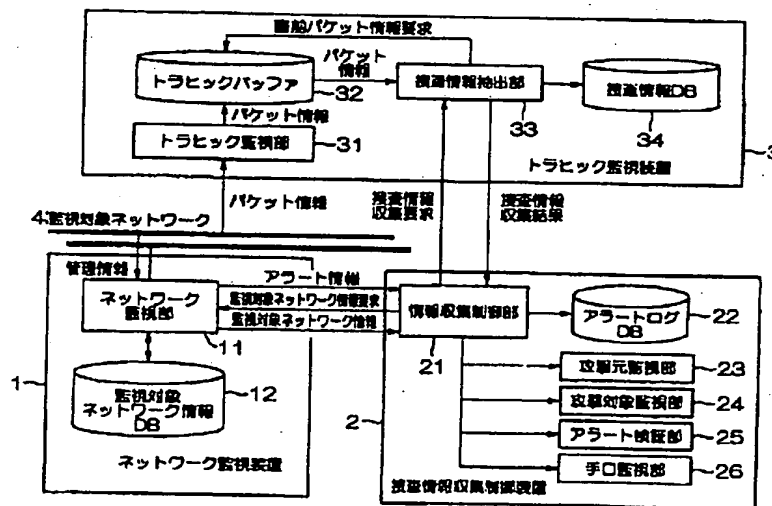 直前パケット情報要求
パケット
情報
トラヒックバッファ
32
捜査情報抽出部
33
捜査情報DB
34
パケット情報
トラヒック監視部
31
トラヒック監視装置
3
パケット情報
捜査情報
収集要求
捜査情報
収集結果
4監視対象ネットワーク
管理情報
アラート情報
監視対象ネットワーク情報要求
監視対象ネットワーク情報
ネットワーク
監視部
11
情報収集制御部
21
アラートログ
DB
22
攻撃元監視部
23
攻撃対象監視部
24
アラート検証部
25
手口監視部
26
1
監視対象
ネットワーク情報
DB
12
2
ネットワーク監視装置
捜査情報収集制御装置